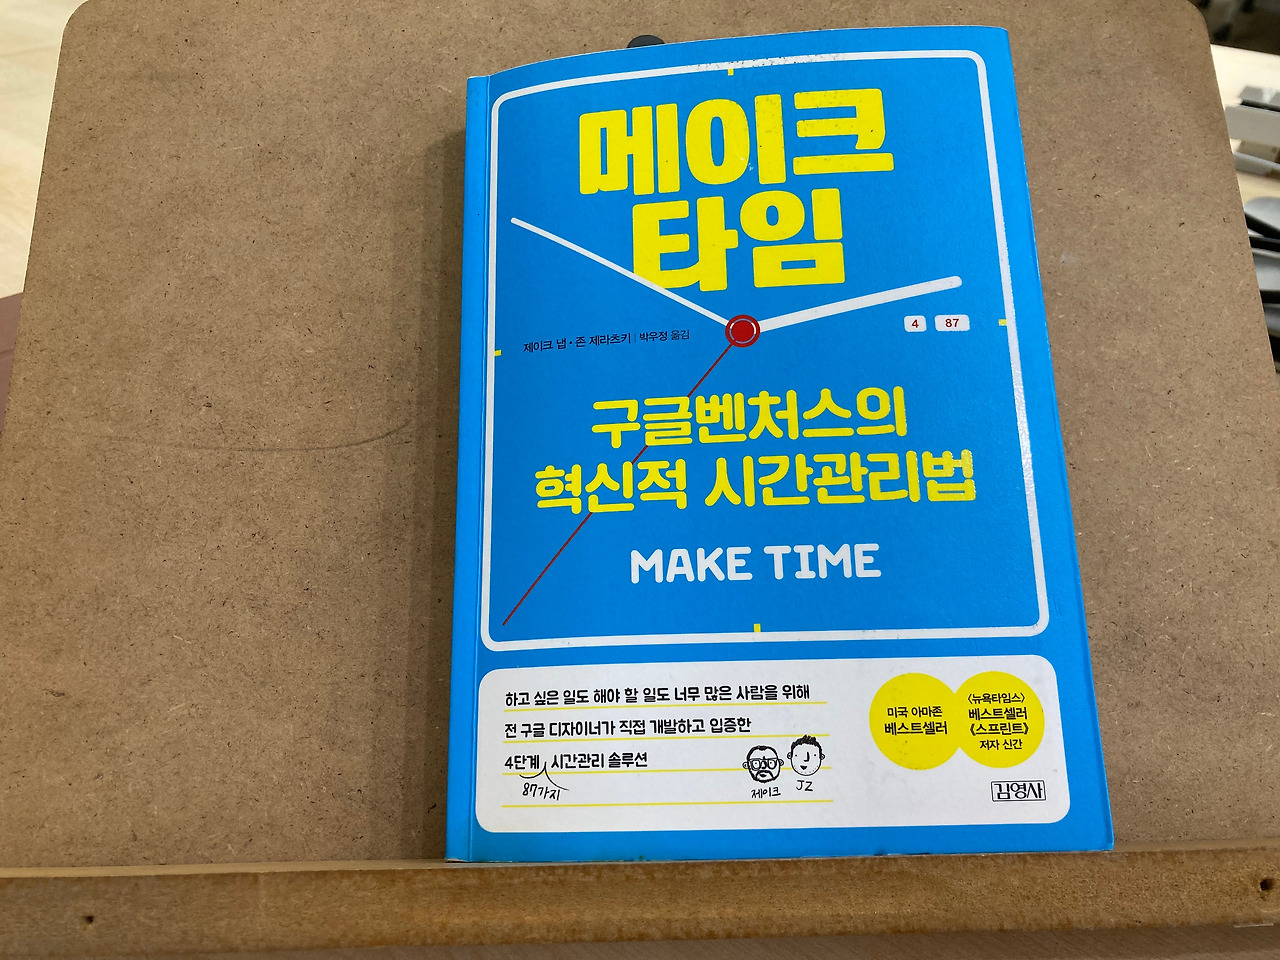 메이크
타임
제이크 냅・존 제라츠키 | 박우정 옮김
4 87
구글벤처스의
혁신적 시간관리법
MAKE TIME
하고 싶은 일도 해야 할 일도 너무 많은 사람을 위해
전 구글 디자이너가 직접 개발하고 입증한
4단계 시간관리 솔루션
87가지
제이크
JZ
미국 아마존
베스트셀러
〈뉴욕타임스〉
베스트셀러
《스프린트》
저자 신간
김영사